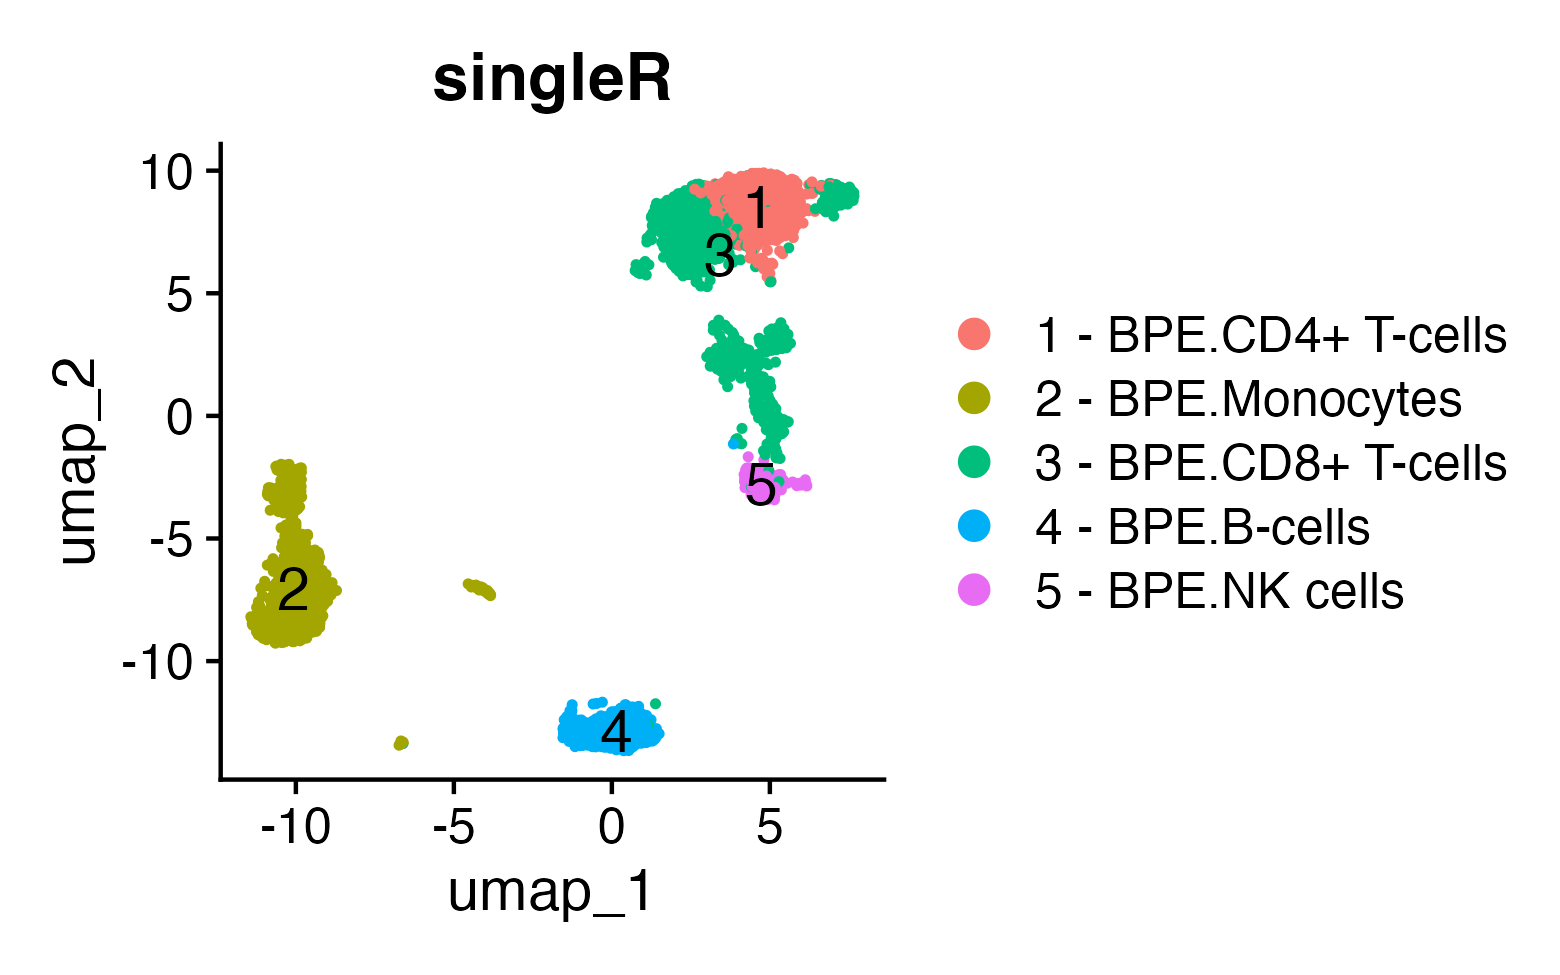 singleR
10
5
0
-5
-10
umap_2
1
3
5
2
4
-10 -5 0 5
umap_1
1 - BPE.CD4+ T-cells
2 - BPE.Monocytes
3 - BPE.CD8+ T-cells
4 - BPE.B-cells
5 - BPE.NK cells